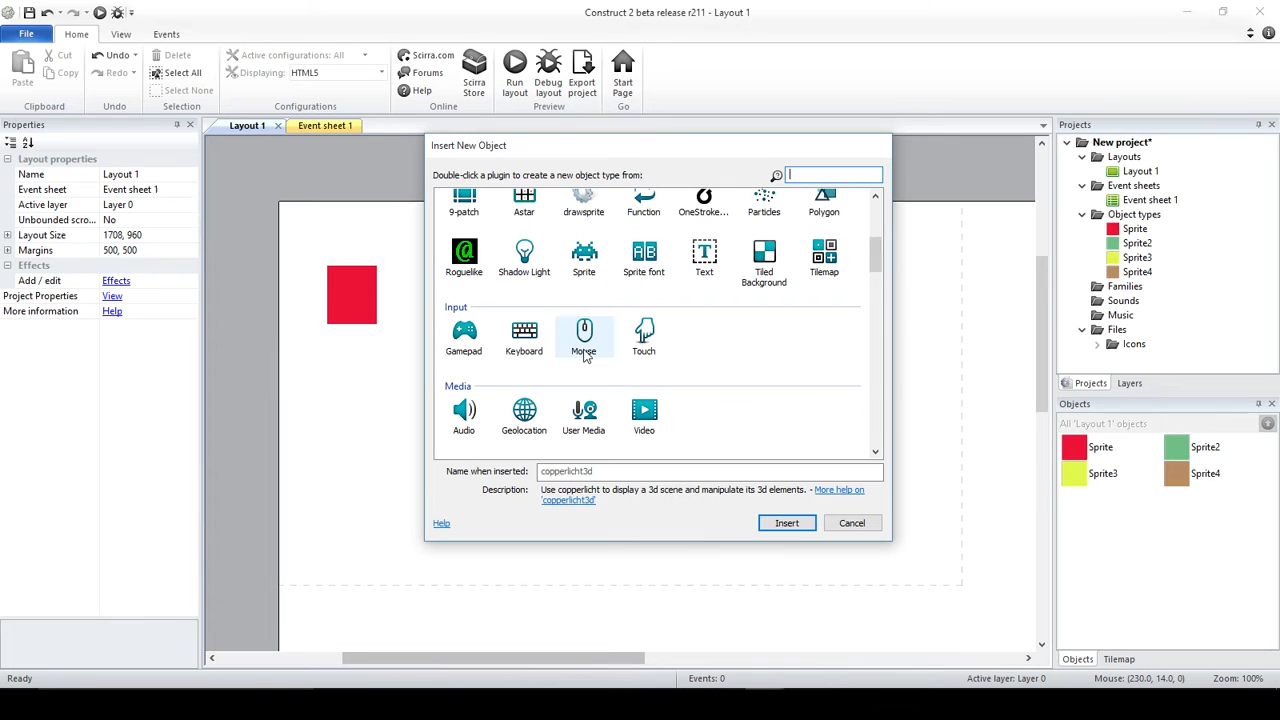 Construct 2 beta release r211 - Layout 1
File
Home
View
Events
Paste
Cut
Copy
Clipboard
Undo
Redo
Undo
Delete
Select All
Select None
Selection
Active configurations: All
Displaying: HTML5
Configurations
Scirra.com
Forums
Help
Scirra Store
Online
Run layout
Debug layout
Export project
Preview
Start Page
Go
Properties
Layout properties
Name Layout 1
Event sheet Event sheet 1
Active layer Layer 0
Unbounded scro... No
Layout Size 1708, 960
Margins 500, 500
Effects
Add / edit Effects
Project Properties View
More information Help
Layout 1
Event sheet 1
Insert New Object
Double-click a plugin to create a new object type from:
9-patch Astar drawsprite Function OneStroke... Particles Polygon
@
Roguelike Shadow Light Sprite
AB
Sprite font
T
Text Tiled Background Tilemap
Input
Gamepad Keyboard Mouse Touch
Media
Audio Geolocation User Media Video
Name when inserted: copperlicht3d
Description: Use copperlicht to display a 3d scene and manipulate its 3d elements. - More help on 'copperlicht3d'
Help
Insert
Cancel
Projects
New project*
Layouts
Layout 1
Event sheets
Event sheet 1
Object types
Sprite
Sprite2
Sprite3
Sprite4
Families
Sounds
Music
Files
Icons
Projects
Layers
Objects
All 'Layout 1' objects
Sprite Sprite2
Sprite3 Sprite4
Objects
Tilemap
Ready
Events: 0
Active layer: Layer 0
Mouse: (230.0, 14.0, 0)
Zoom: 100%